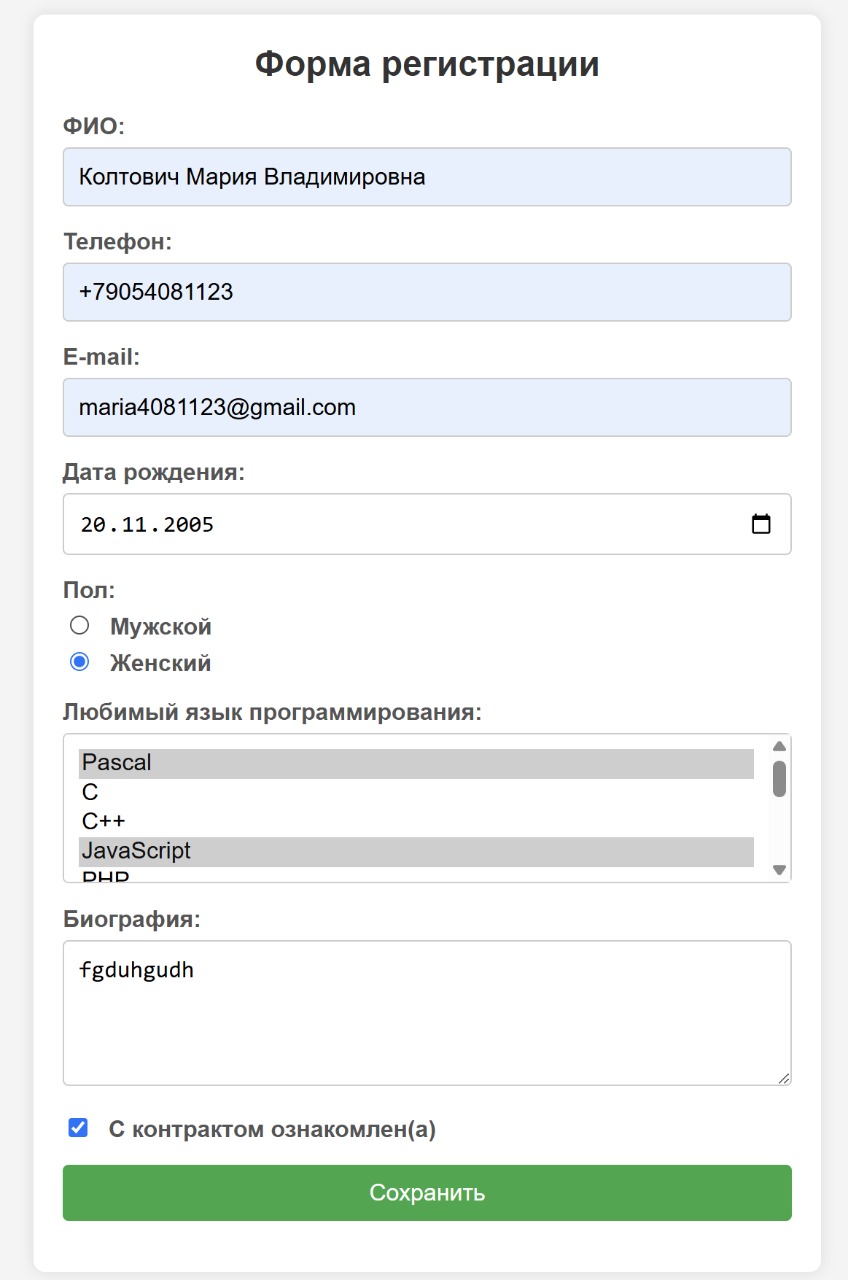 Форма регистрации
ФИО:
Колтович Мария Владимировна
Телефон:
+79054081123
E-mail:
maria4081123@gmail.com
Дата рождения:
20.11.2005
Пол:
Мужской
Женский
Любимый язык программирования:
Pascal
C
C++
JavaScript
PHP
Биография:
fgduhgudh
С контрактом ознакомлен(а)
Сохранить